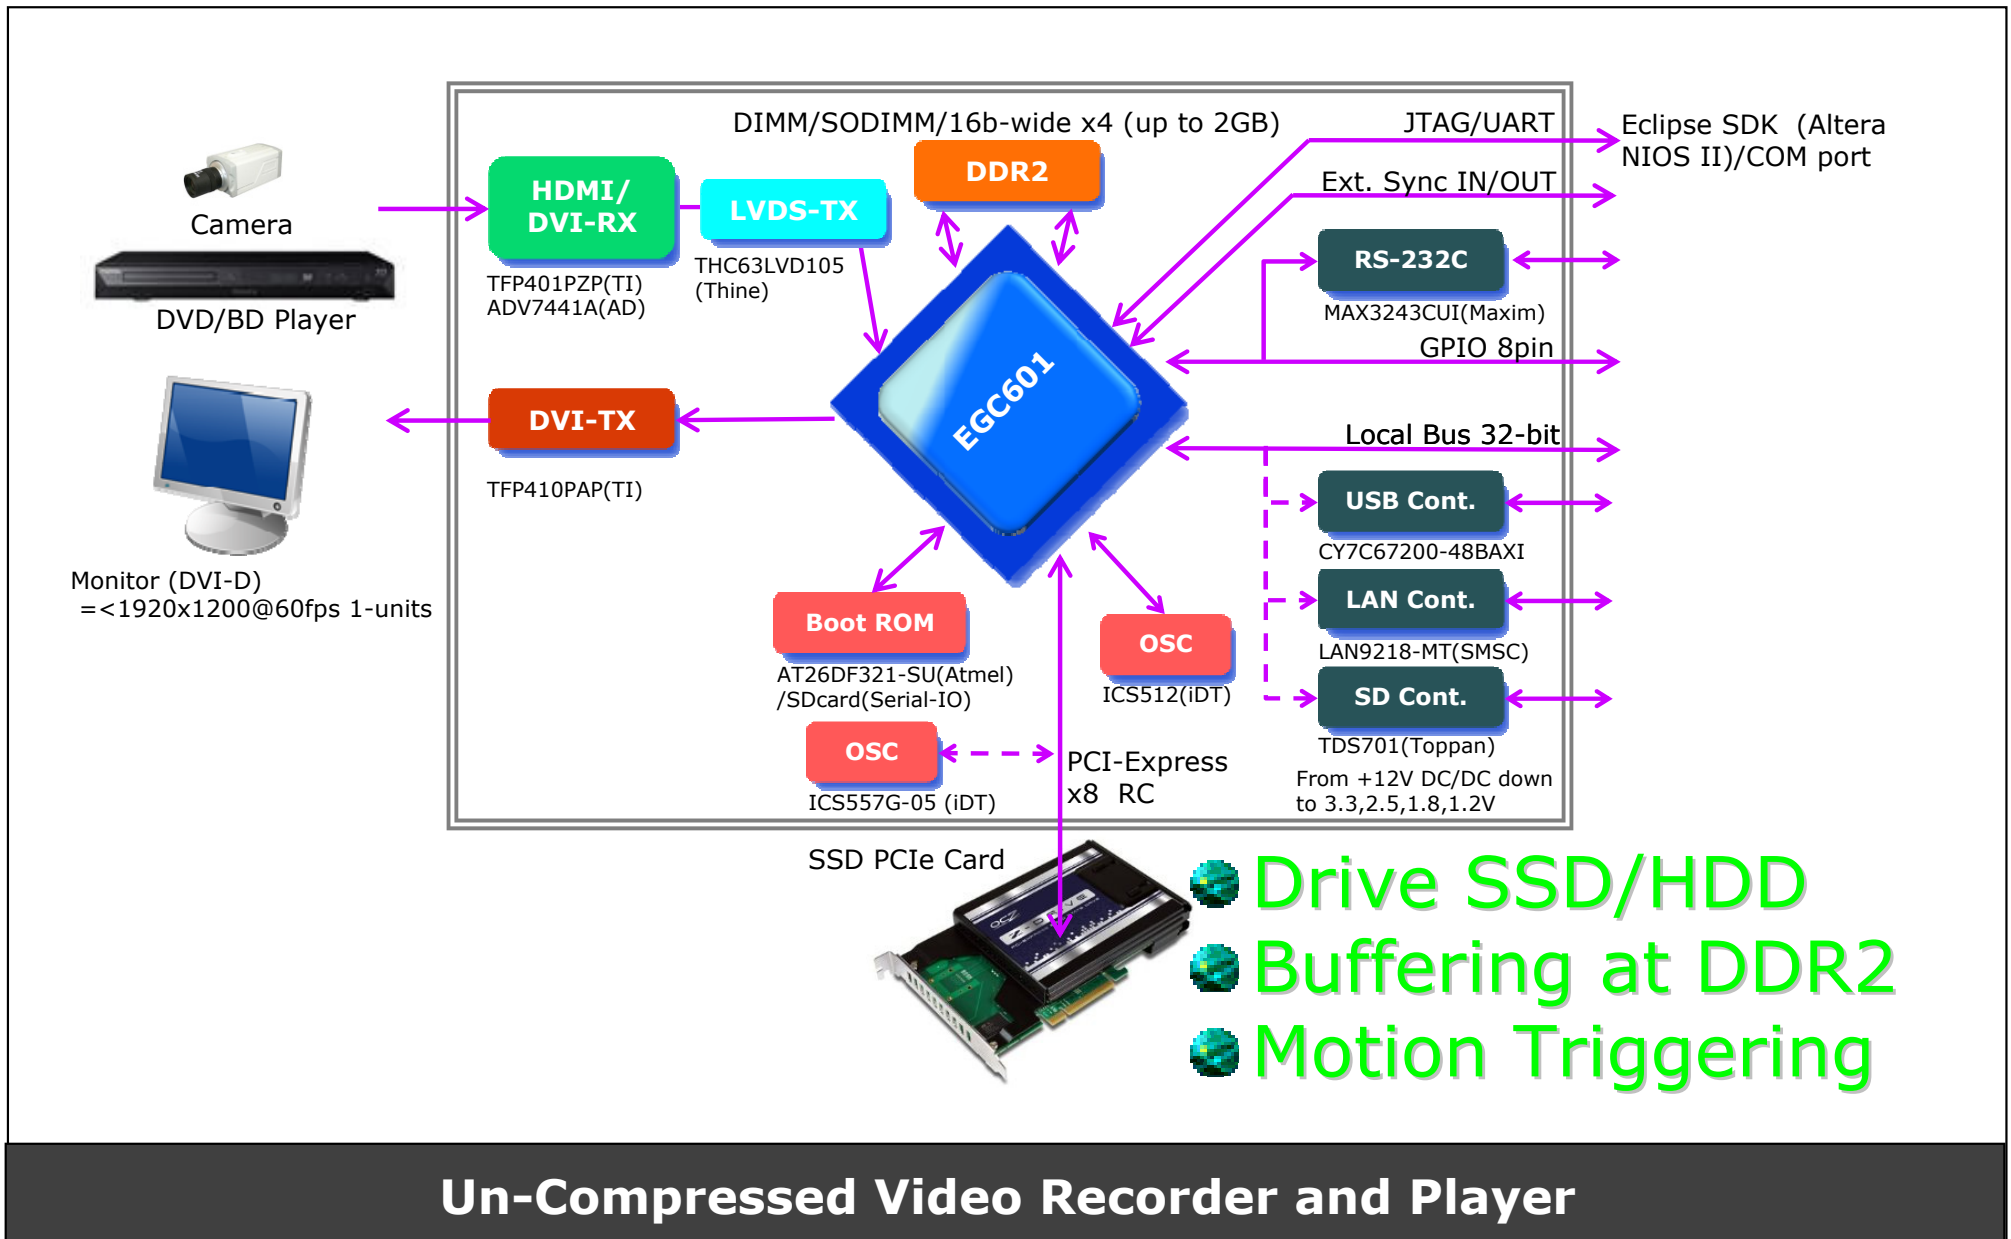 DIMM/SODIMM/16b-wide x4 (up to 2GB)
JTAG/UART
Eclipse SDK  (Altera
NIOS II)/COM port
Camera
HDMI/
DVI-RX
LVDS-TX
DDR2
Ext. Sync IN/OUT
TFP401PZP(TI)
ADV7441A(AD)
THC63LVD105
(Thine)
RS-232C
MAX3243CUI(Maxim)
DVD/BD Player
GPIO 8pin
EGC601
DVI-TX
TFP410PAP(TI)
Local Bus 32-bit
USB Cont.
CY7C67200-48BAXI
Monitor (DVI-D)
=<1920x1200@60fps 1-units
LAN Cont.
LAN9218-MT(SMSC)
Boot ROM
AT26DF321-SU(Atmel)
/SDcard(Serial-IO)
OSC
ICS512(iDT)
SD Cont.
TDS701(Toppan)
OSC
ICS557G-05 (iDT)
PCI-Express
x8  RC
From +12V DC/DC down
to 3.3,2.5,1.8,1.2V
SSD PCIe Card
OCZ
Drive SSD/HDD
Buffering at DDR2
Motion Triggering
Un-Compressed Video Recorder and Player